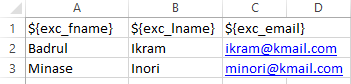 A B C D
1 ${exc_fname} ${exc_lname} ${exc_email}
2 Badrul Ikram ikram@kmail.com
3 Minase Inori minori@kmail.com